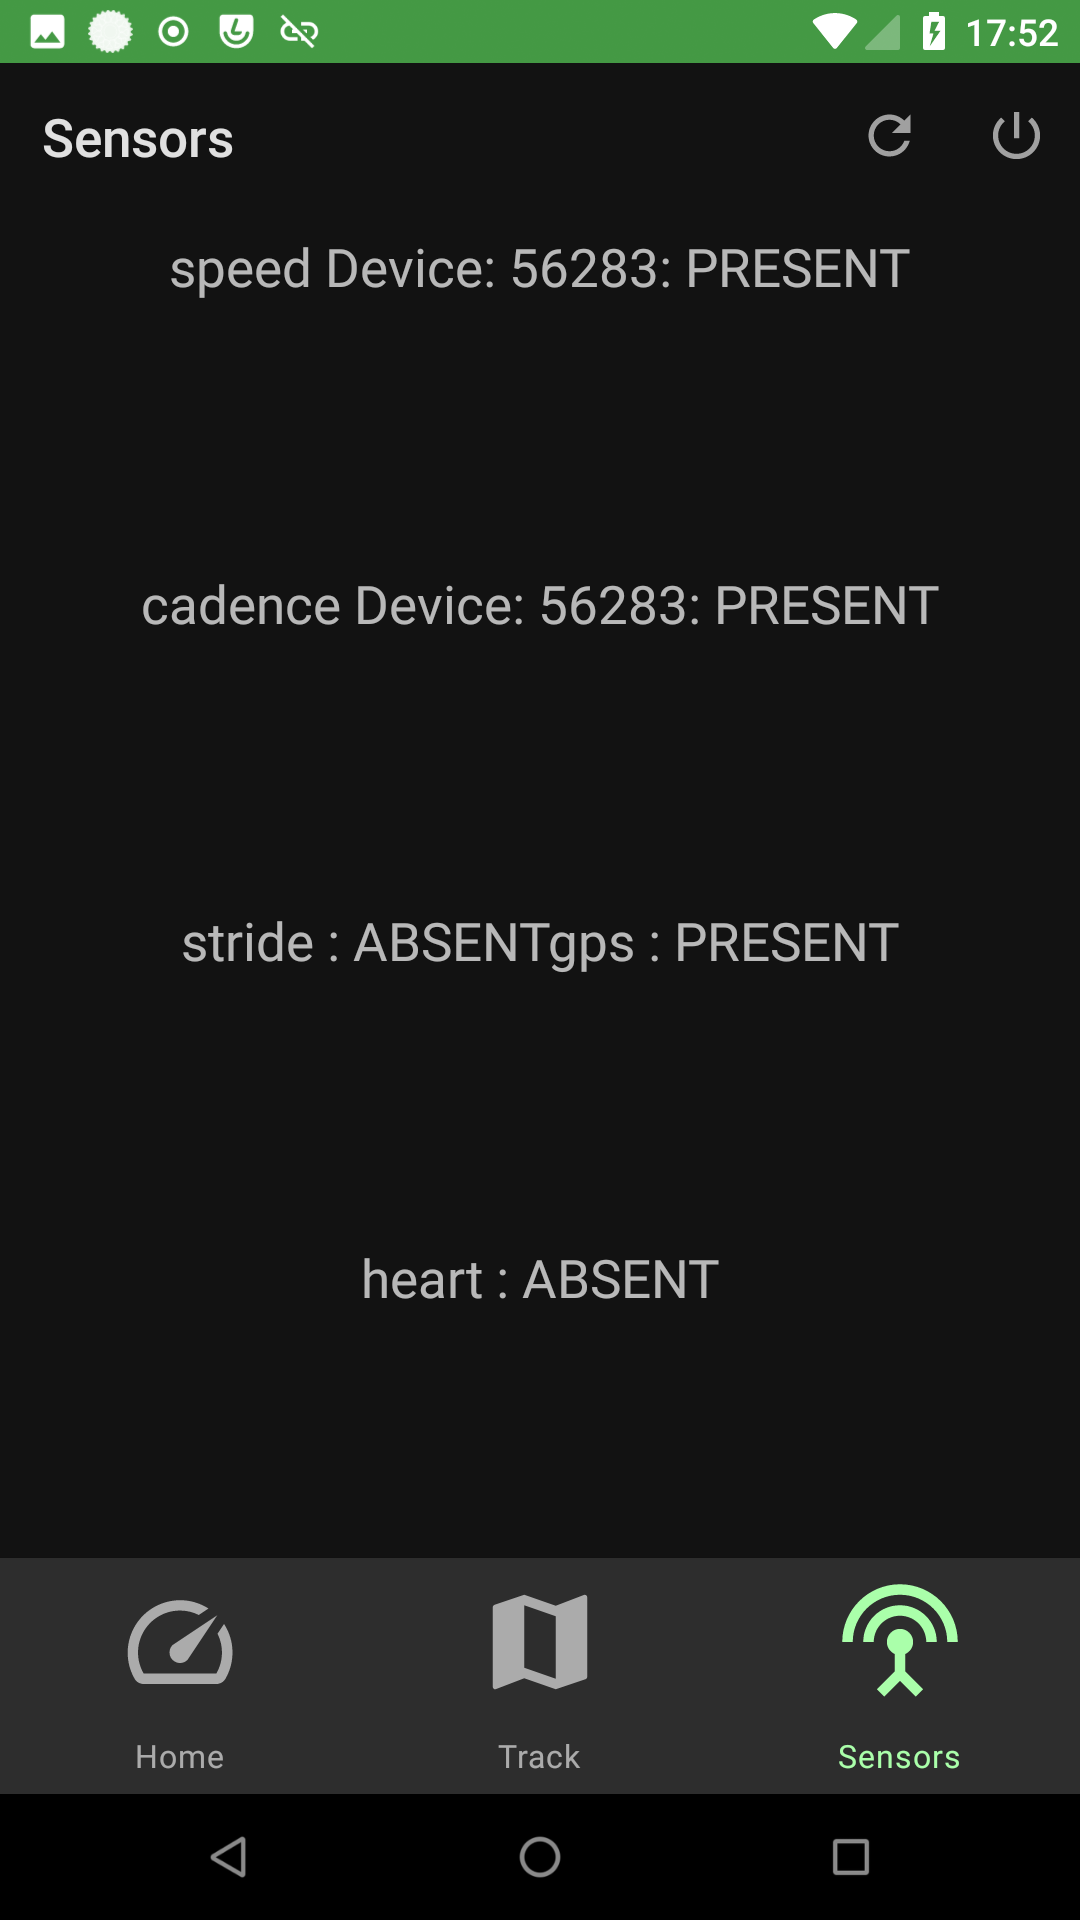 17:52
Sensors
speed Device: 56283: PRESENT
cadence Device: 56283: PRESENT
stride : ABSENTgps : PRESENT
heart : ABSENT
Home
Track
Sensors